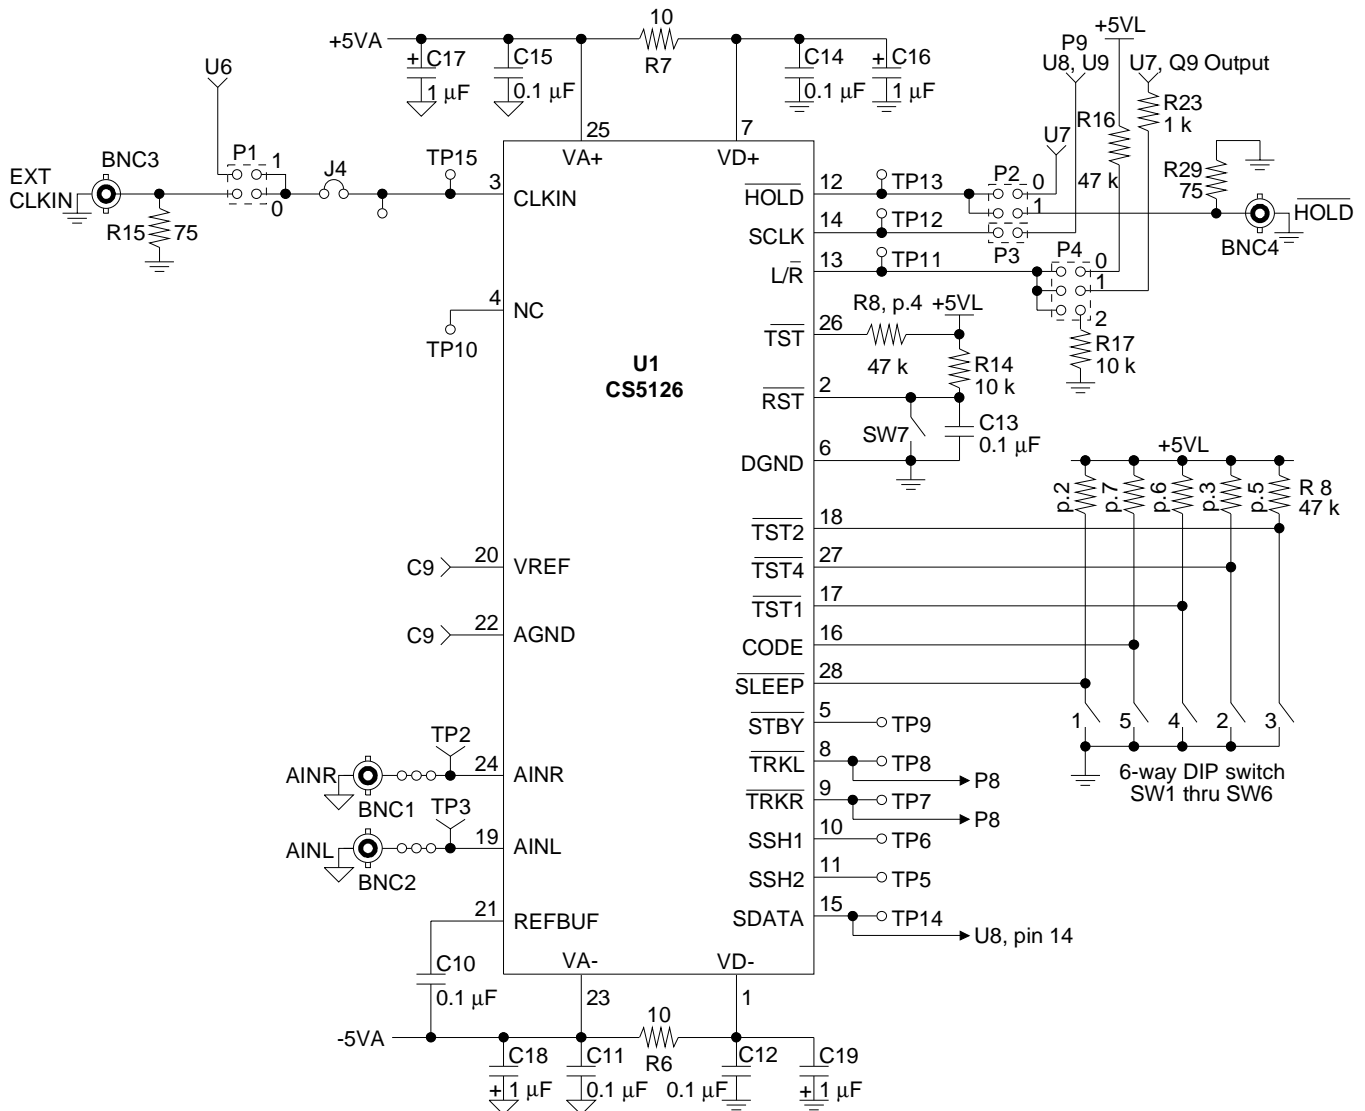 10
+5VA
R7
+ C17
1 μF
C15
0.1 μF
C14
0.1 μF
+ C16
1 μF
+5VL
P9
U8, U9
U7, Q9 Output
R23
1 k
R16
47 k
U7
U6
25
VA+
7
VD+
BNC3
EXT
CLKIN
P1
1
0
J4
TP15
3
CLKIN
R15
75
12
HOLD
TP13
P2
0
1
R29
75
HOLD
BNC4
14
SCLK
TP12
P3
13
L/R
TP11
P4
0
1
2
R17
10 k
4
NC
TP10
U1
CS5126
R8, p.4
+5VL
26
TST
47 k
R14
10 k
2
RST
SW7
C13
0.1 μF
6
DGND
+5VL
p.2
p.7
p.6
p.3
p.5
R 8
47 k
18
TST2
C9
20
VREF
27
TST4
17
TST1
C9
22
AGND
16
CODE
28
SLEEP
1
5
4
2
3
5
STBY
TP9
6-way DIP switch
SW1 thru SW6
TP2
AINR
BNC1
24
AINR
8
TRKL
TP8
P8
9
TRKR
TP7
P8
TP3
AINL
BNC2
19
AINL
10
SSH1
TP6
11
SSH2
TP5
21
REFBUF
15
SDATA
TP14
U8, pin 14
C10
0.1 μF
VA-
23
VD-
1
-5VA
10
R6
C18
+ 1 μF
C11
0.1 μF
C12
0.1 μF
C19
+ 1 μF